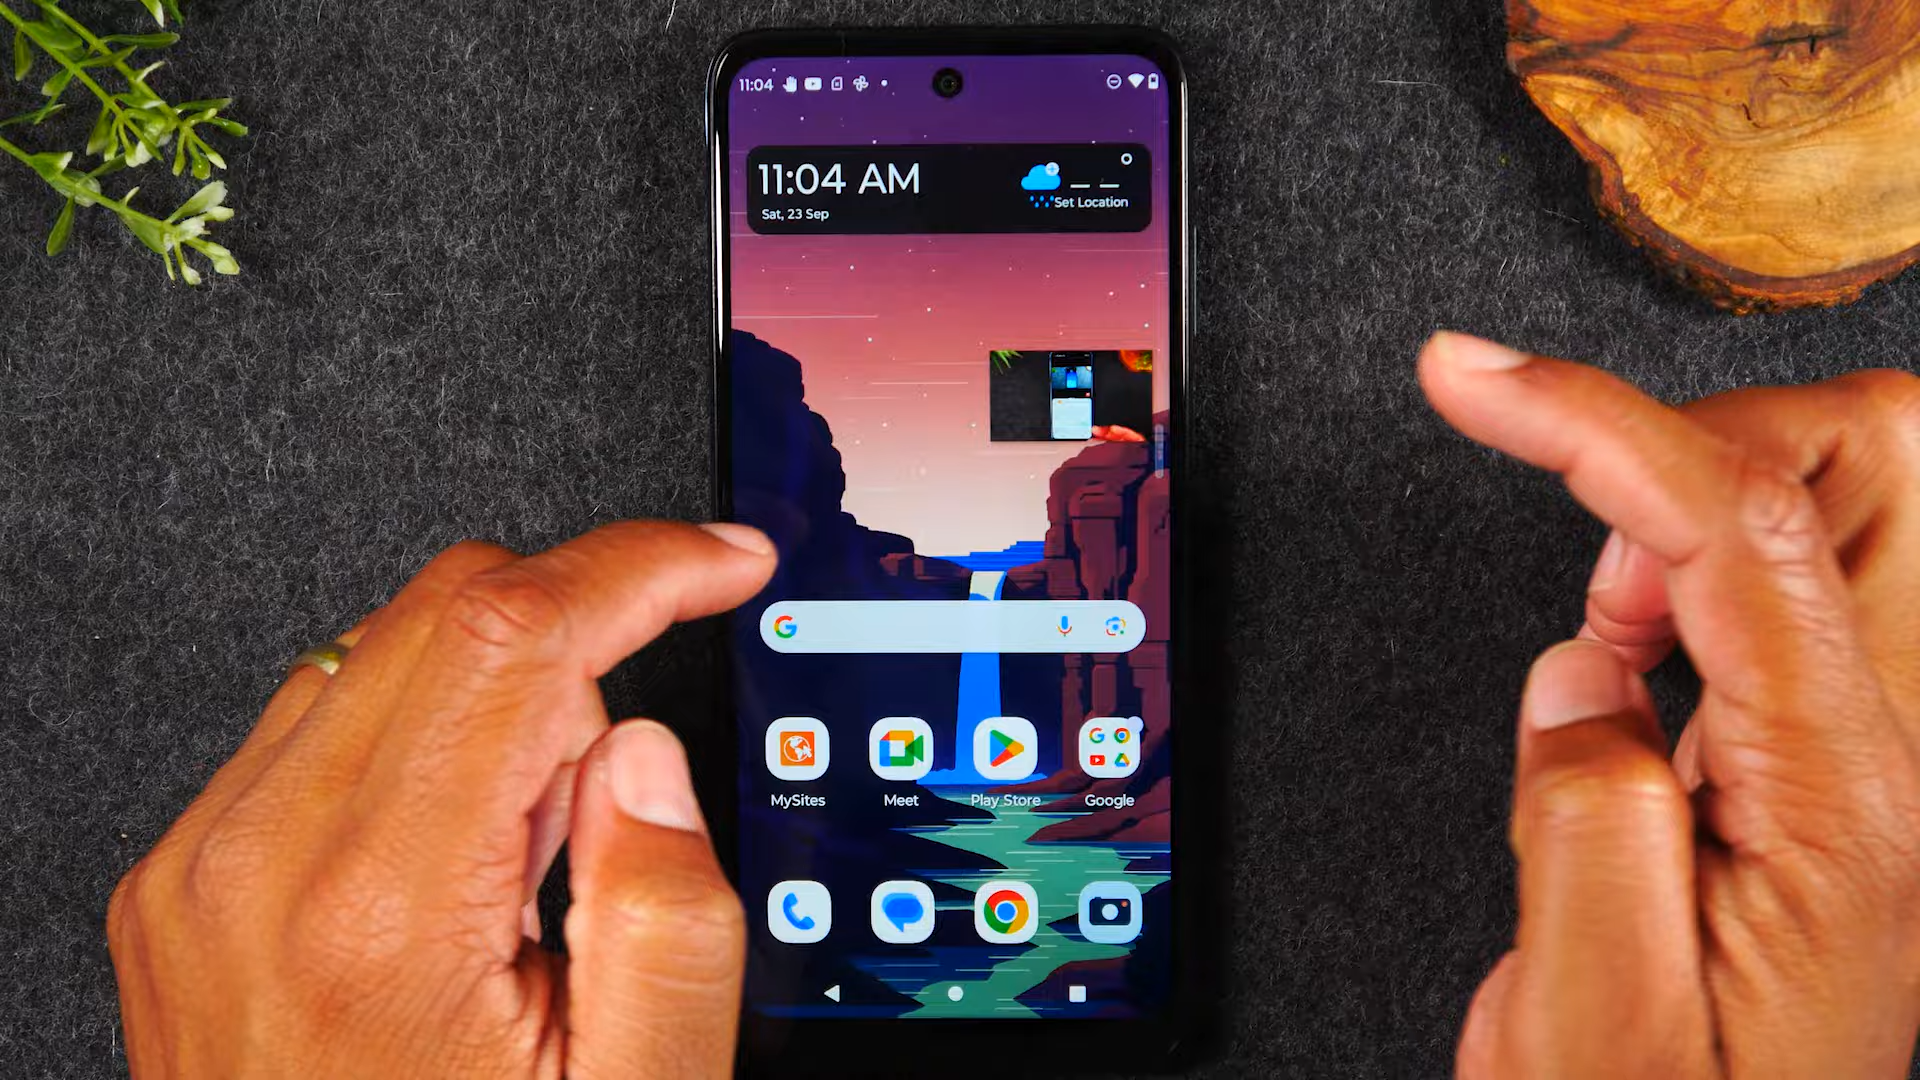 11:04
11:04 AM
Sat, 23 Sep
Set Location
MySites
Meet
Play Store
Google